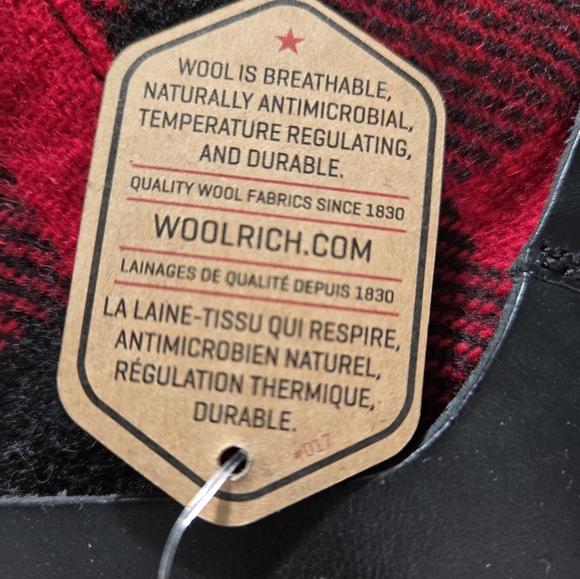 WOOL IS BREATHABLE,
NATURALLY ANTIMICROBIAL,
TEMPERATURE REGULATING,
AND DURABLE.
QUALITY WOOL FABRICS SINCE 1830
WOOLRICH.COM
LAINAGES DE QUALITÉ DEPUIS 1830
LA LAINE-TISSU QUI RESPIRE,
ANTIMICROBIEN NATUREL,
RÉGULATION THERMIQUE,
DURABLE.
#017